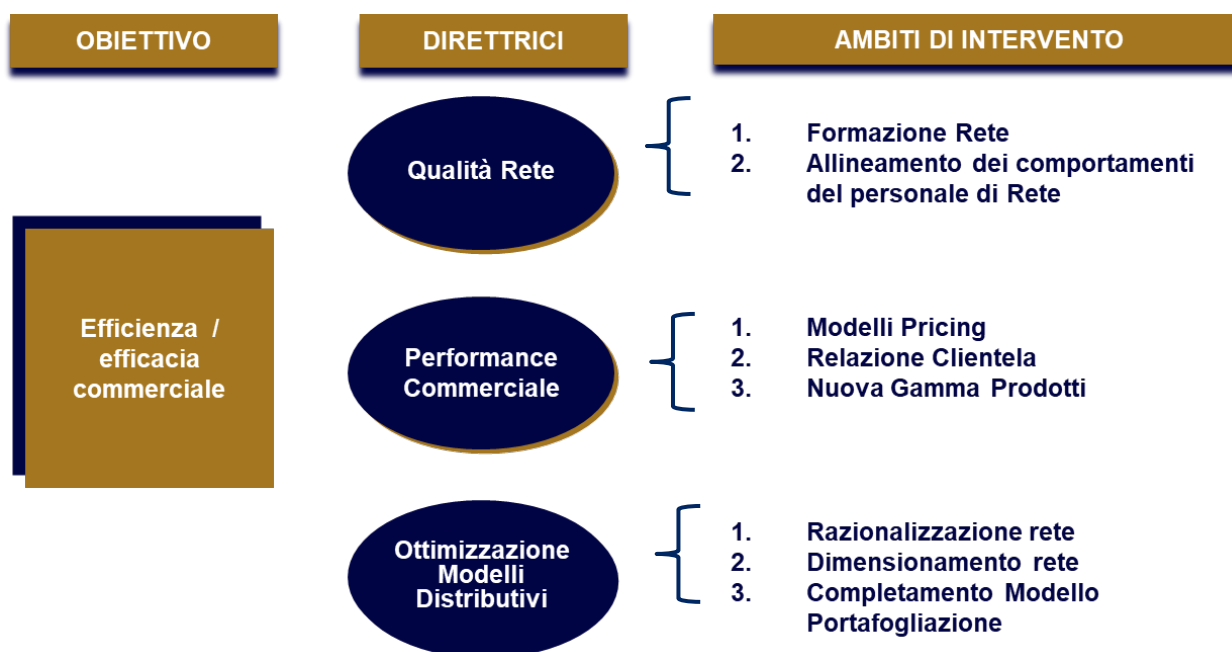 OBIETTIVO
DIRETTRICI
AMBITI DI INTERVENTO
Qualità Rete
1. Formazione Rete
2. Allineamento dei comportamenti
del personale di Rete
Efficienza /
efficacia
commerciale
Performance
Commerciale
1. Modelli Pricing
2. Relazione Clientela
3. Nuova Gamma Prodotti
Ottimizzazione
Modelli
Distributivi
1. Razionalizzazione rete
2. Dimensionamento rete
3. Completamento Modello
Portafogliazione